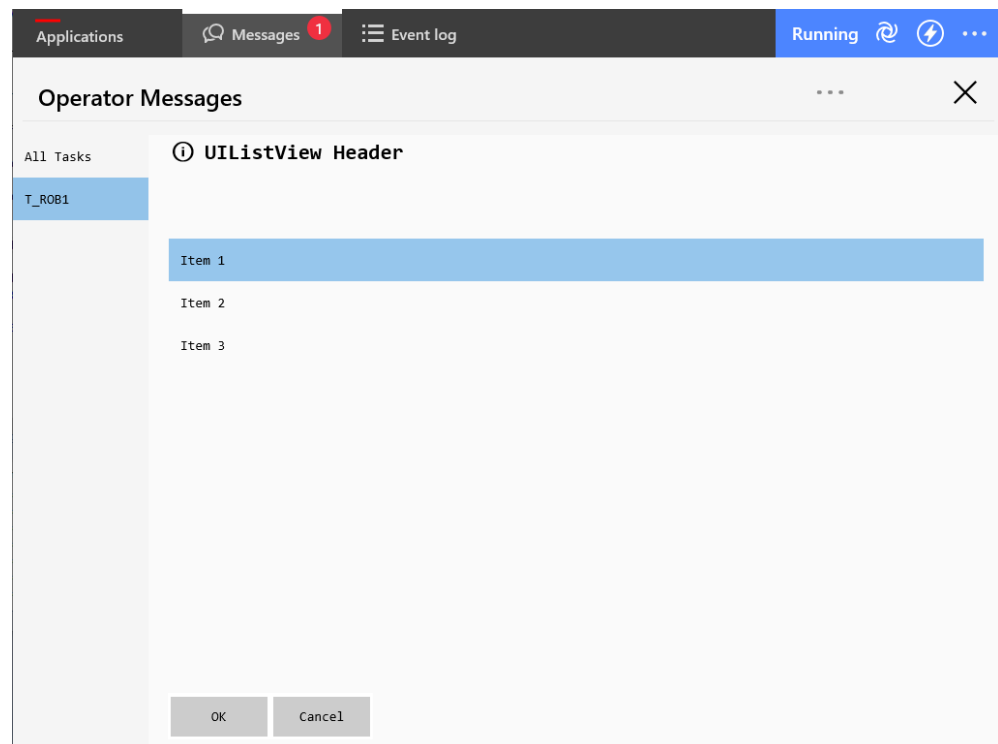 Applications Messages 1 Event log Running
Operator Messages
All Tasks
T_ROB1
UIListView Header
Item 1
Item 2
Item 3
OK Cancel